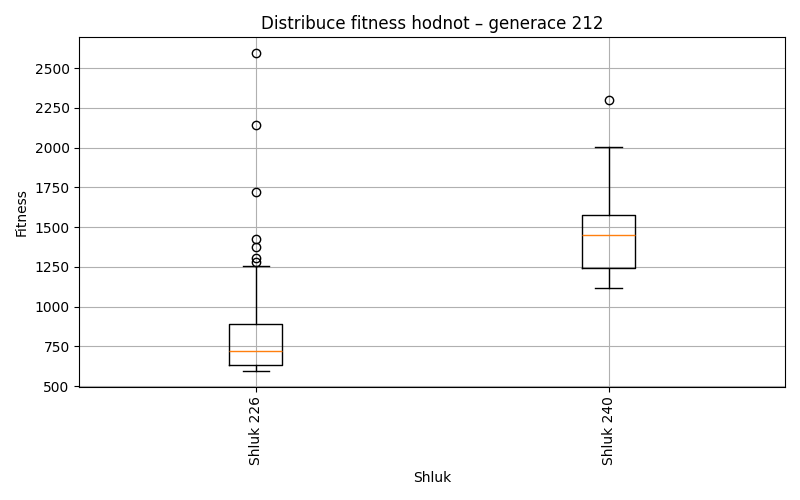 Distribuce fitness hodnot – generace 212
Fitness
2500
2250
2000
1750
1500
1250
1000
750
500
Shluk 226
Shluk 240
Shluk